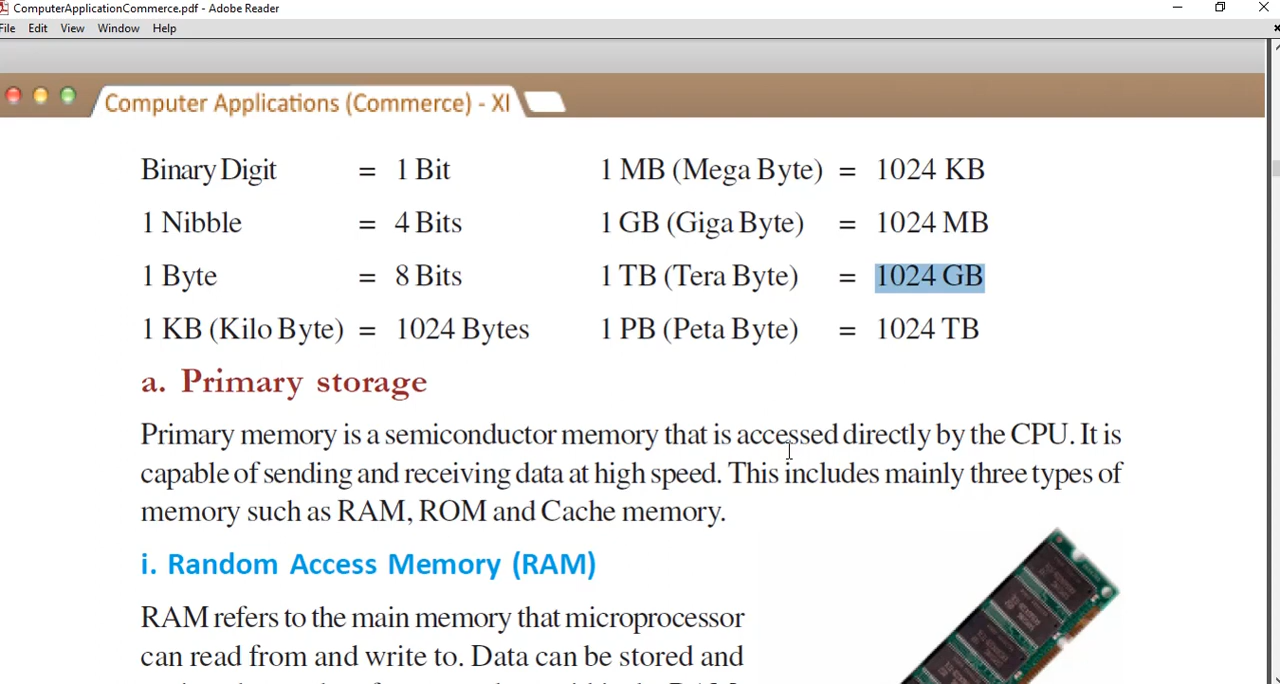 ComputerApplicationCommerce.pdf - Adobe Reader
File Edit View Window Help
Computer Applications (Commerce) - XI
Binary Digit = 1 Bit 1 MB (Mega Byte) = 1024 KB
1 Nibble = 4 Bits 1 GB (Giga Byte) = 1024 MB
1 Byte = 8 Bits 1 TB (Tera Byte) = 1024 GB
1 KB (Kilo Byte) = 1024 Bytes 1 PB (Peta Byte) = 1024 TB
a. Primary storage
Primary memory is a semiconductor memory that is accessed directly by the CPU. It is
capable of sending and receiving data at high speed. This includes mainly three types of
memory such as RAM, ROM and Cache memory.
i. Random Access Memory (RAM)
RAM refers to the main memory that microprocessor
can read from and write to. Data can be stored and